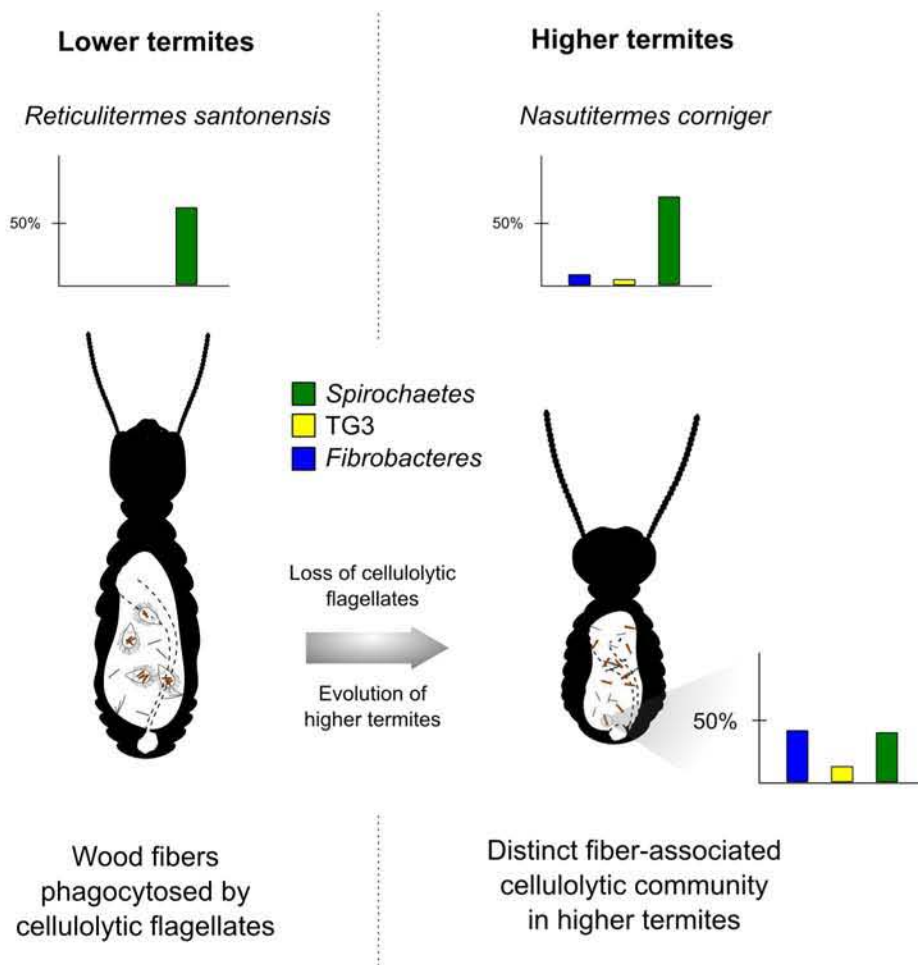 Lower termites
Higher termites
Reticulitermes santonensis
Nasutitermes corniger
50%
50%
Spirochaetes
TG3
Fibrobacteres
Loss of cellulolytic
flagellates
Evolution of
higher termites
50%
Wood fibers
phagocytosed by
cellulolytic flagellates
Distinct fiber-associated
cellulolytic community
in higher termites